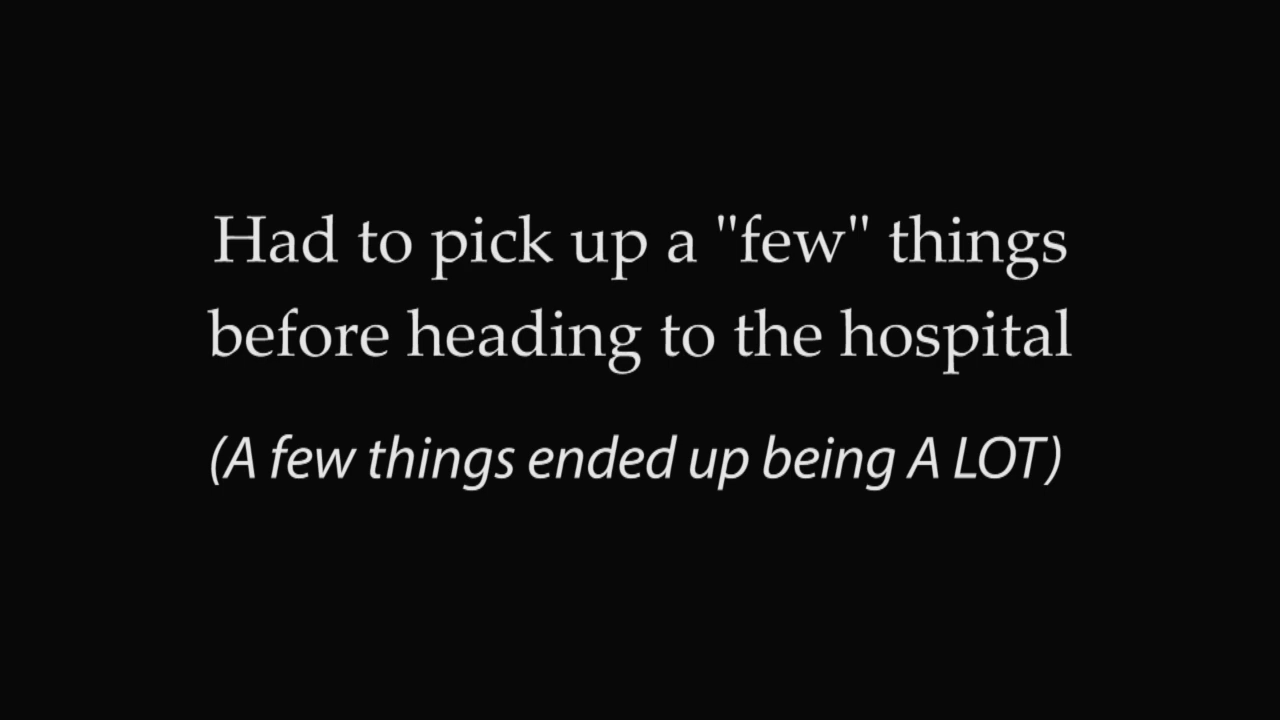 Had to pick up a "few" things
before heading to the hospital
(A few things ended up being A LOT)